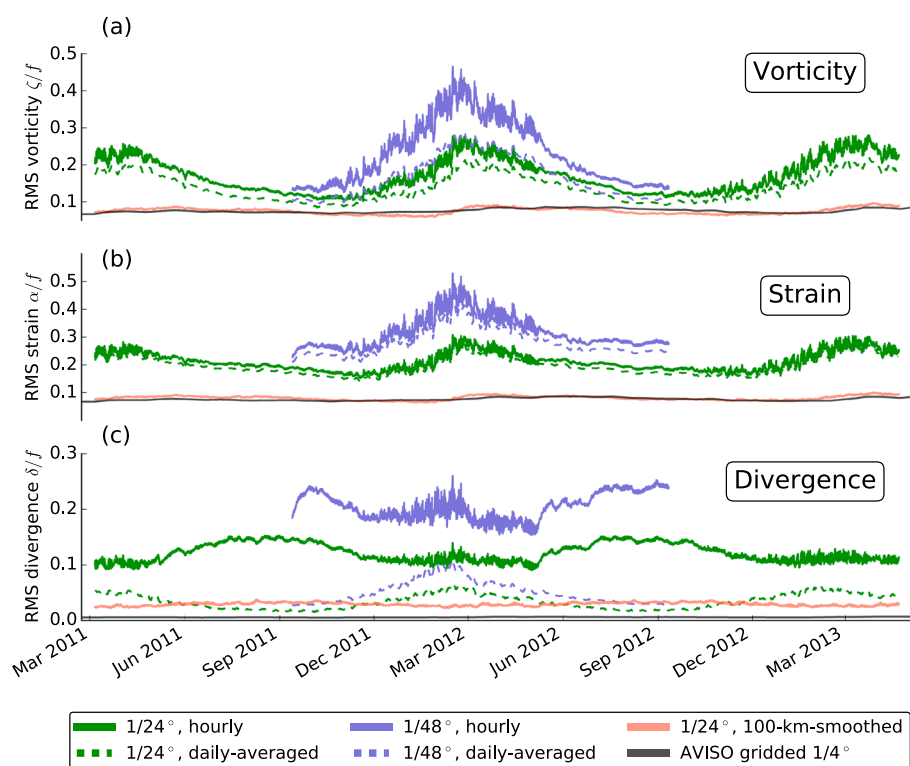 (a)
Vorticity
RMS vorticity ζ/f
0.5
0.4
0.3
0.2
0.1
(b)
Strain
RMS strain α/f
0.5
0.4
0.3
0.2
0.1
(c)
Divergence
RMS divergence δ/f
0.3
0.2
0.1
0.0
Mar 2011
Jun 2011
Sep 2011
Dec 2011
Mar 2012
Jun 2012
Sep 2012
Dec 2012
Mar 2013
1/24°, hourly
1/48°, hourly
1/24°, 100-km-smoothed
1/24°, daily-averaged
1/48°, daily-averaged
AVISO gridded 1/4°